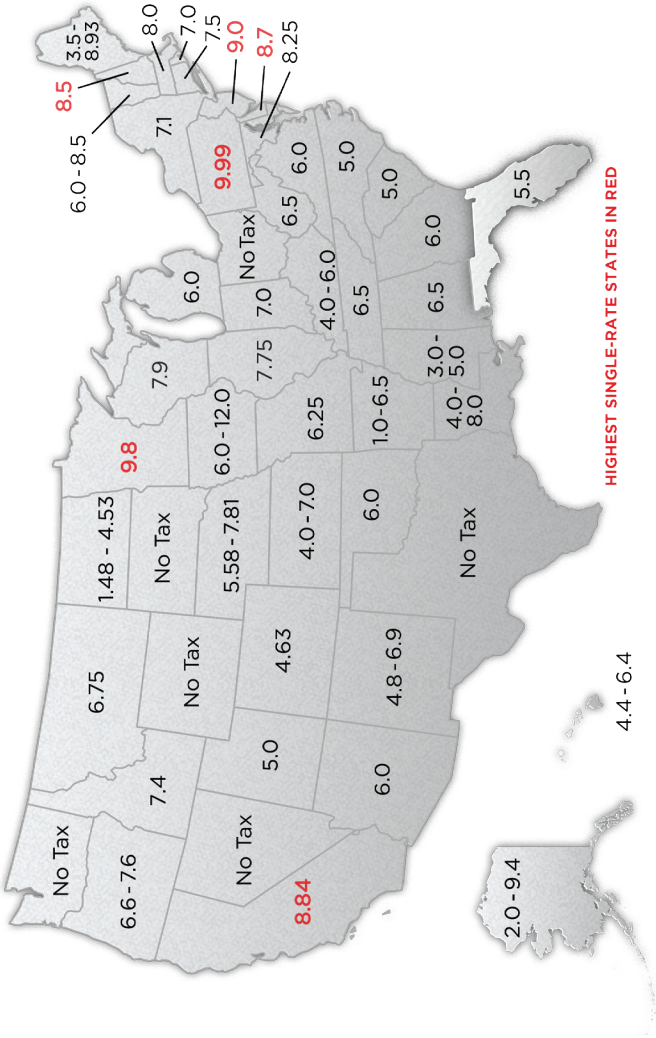 No Tax
6.6 - 7.6
8.84
No Tax
7.4
6.75
No Tax
5.0
6.0
4.63
4.8 - 6.9
1.48 - 4.53
No Tax
5.58 - 7.81
4.0 - 7.0
6.0
No Tax
9.8
6.0 - 12.0
6.25
1.0 - 6.5
4.0 -
8.0
7.9
7.75
3.0 -
5.0
6.0
7.0
4.0 - 6.0
6.5
6.5
No Tax
6.5
6.0
6.0
5.0
5.0
5.5
9.99
7.1
6.0 - 8.5
8.5
3.5 -
8.93
8.0
7.0
7.5
9.0
8.7
8.25
2.0 - 9.4
4.4 - 6.4
HIGHEST SINGLE-RATE STATES IN RED